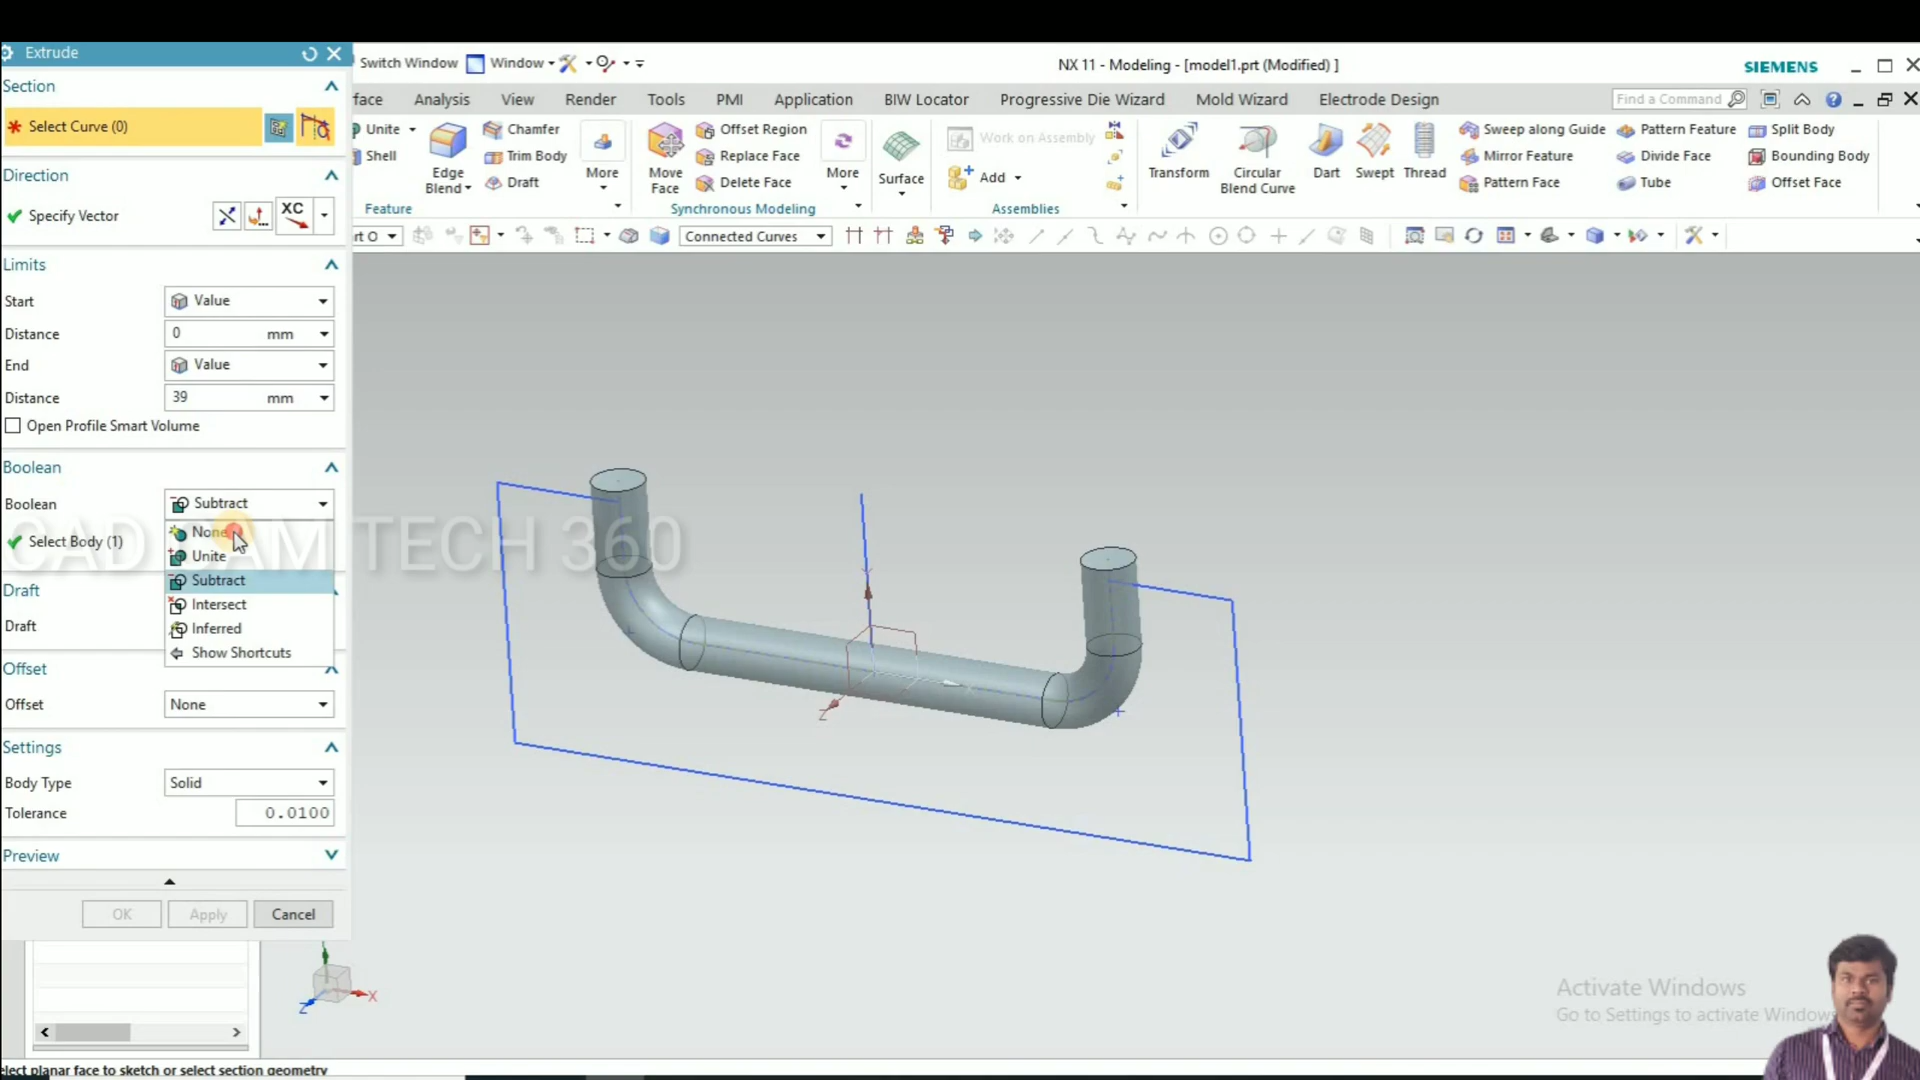 Extrude
Switch Window
Window
NX 11 - Modeling - [model1.prt (Modified) ]
SIEMENS
Section
face
Analysis
View
Render
Tools
PMI
Application
BIW Locator
Progressive Die Wizard
Mold Wizard
Electrode Design
Find a Command
* Select Curve (0)
Unite
Shell
Edge Blend
Chamfer
Trim Body
Draft
More
Move Face
Offset Region
Replace Face
Delete Face
More
Surface
Work on Assembly
Add
Transform
Circular Blend Curve
Dart
Swept
Thread
Sweep along Guide
Mirror Feature
Pattern Face
Pattern Feature
Divide Face
Tube
Split Body
Bounding Body
Offset Face
Direction
Feature
Synchronous Modeling
Assemblies
Specify Vector
XC
rt O
Connected Curves
Limits
Start
Value
Distance
0 mm
End
Value
Distance
39 mm
Open Profile Smart Volume
Boolean
Boolean
Subtract
None
Select Body (1)
CAD CAM TECH 360
Unite
Subtract
Draft
Intersect
Draft
Inferred
Show Shortcuts
Offset
Offset
None
Settings
Body Type
Solid
Tolerance
0.0100
Preview
OK
Apply
Cancel
Z
X
Z
Activate Windows
Go to Settings to activate Windows
elect planar face to sketch or select section geometry